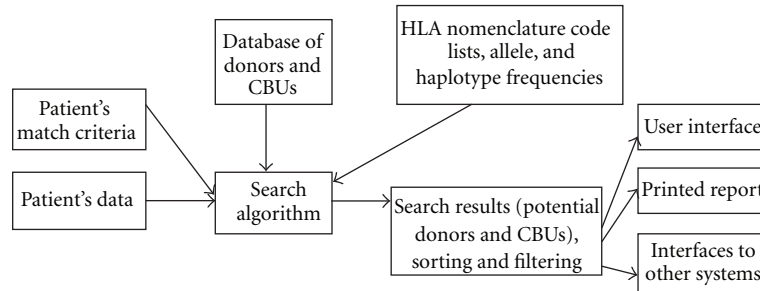 Database of
donors and
CBUs
HLA nomenclature code
lists, allele, and
haplotype frequencies
Patient's
match criteria
Patient's data
Search
algorithm
Search results (potential
donors and CBUs),
sorting and filtering
User interface
Printed report
Interfaces to
other systems